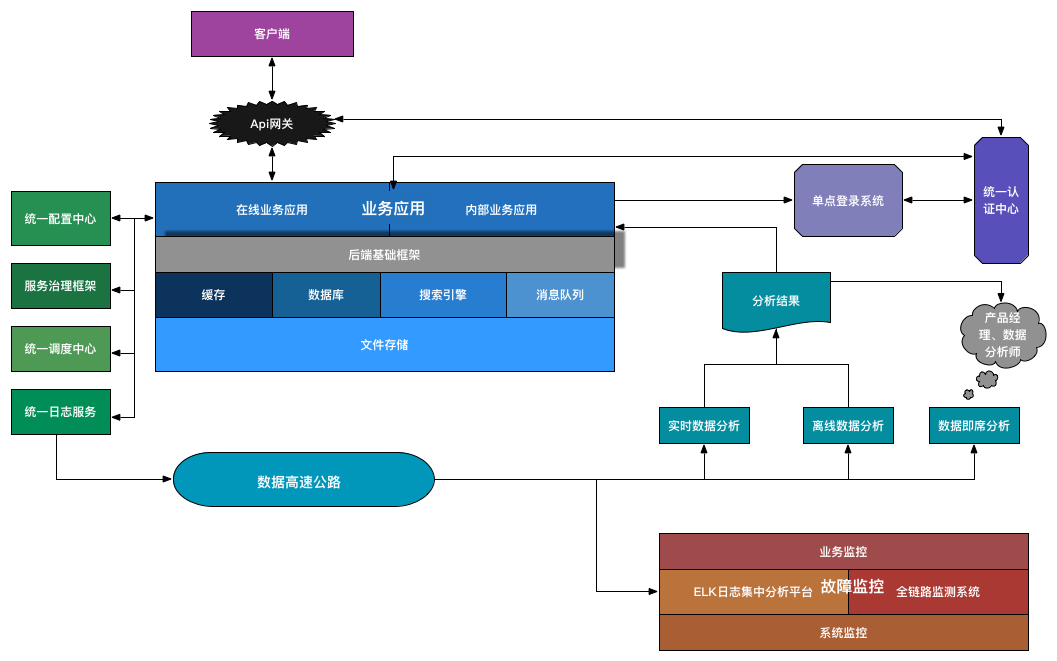 客户端
Api网关
统一认
证中心
单点登录系统
在线业务应用
业务应用
内部业务应用
统一配置中心
后端基础框架
服务治理框架
缓存
数据库
搜索引擎
消息队列
分析结果
产品经
理、数据
分析师
统一调度中心
文件存储
统一日志服务
实时数据分析
离线数据分析
数据即席分析
数据高速公路
业务监控
ELK日志集中分析平台
故障监控
全链路监测系统
系统监控